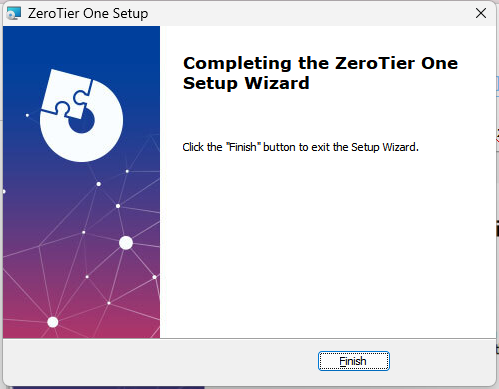 ZeroTier One Setup
Completing the ZeroTier One
Setup Wizard
Click the "Finish" button to exit the Setup Wizard.
Finish